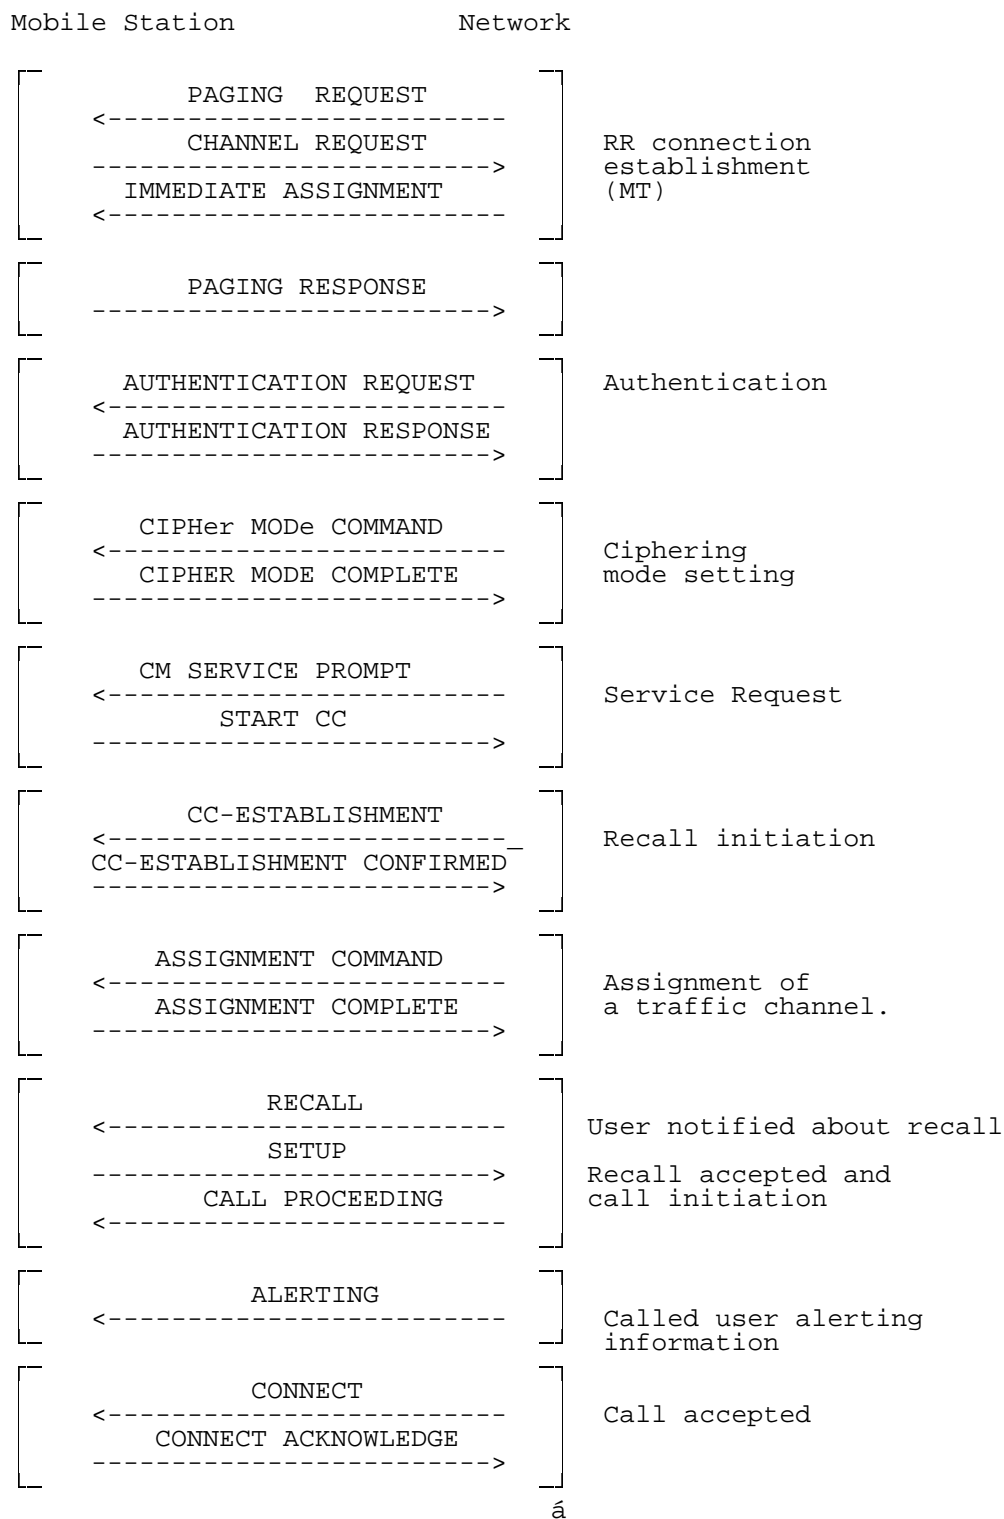 Mobile Station Network
PAGING REQUEST
<-------------------------
CHANNEL REQUEST RR connection
-------------------------> establishment
IMMEDIATE ASSIGNMENT (MT)
<-------------------------
PAGING RESPONSE
------------------------->
AUTHENTICATION REQUEST Authentication
<-------------------------
AUTHENTICATION RESPONSE
------------------------->
CIPHer MODe COMMAND
<------------------------- Ciphering
CIPHER MODE COMPLETE mode setting
------------------------->
CM SERVICE PROMPT
<------------------------- Service Request
START CC
------------------------->
CC-ESTABLISHMENT
<-------------------------_ Recall initiation
CC-ESTABLISHMENT CONFIRMED
------------------------->
ASSIGNMENT COMMAND
<------------------------- Assignment of
ASSIGNMENT COMPLETE a traffic channel.
------------------------->
RECALL
<------------------------- User notified about recall
SETUP
-------------------------> Recall accepted and
CALL PROCEEDING call initiation
<-------------------------
ALERTING
<------------------------- Called user alerting
information
CONNECT
<------------------------- Call accepted
CONNECT ACKNOWLEDGE
------------------------->
á